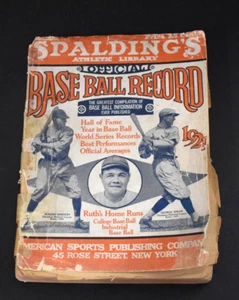 SPALDING'S
ATHLETIC LIBRARY
OFFICIAL
BASE BALL RECORD
THE GREATEST COMPILATION OF
BASE BALL INFORMATION
EVER PUBLISHED
Hall of Fame
Year in Base Ball
World Series Records
Best Performances
Official Averages
1924
Ruth's Home Runs
College Base Ball
Industrial
Base Ball
AMERICAN SPORTS PUBLISHING COMPANY
45 ROSE STREET, NEW YORK